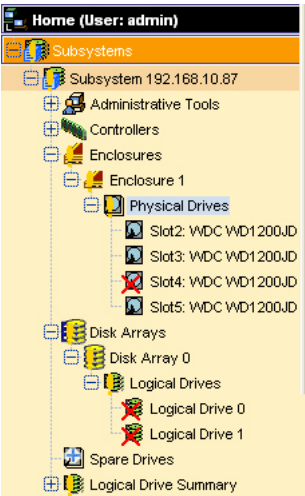 Home (User: admin)
Subsystems
Subsystem 192.168.10.87
Administrative Tools
Controllers
Enclosures
Enclosure 1
Physical Drives
Slot2: WDC WD1200JD
Slot3: WDC WD1200JD
Slot4: WDC WD1200JD
Slot5: WDC WD1200JD
Disk Arrays
Disk Array 0
Logical Drives
Logical Drive 0
Logical Drive 1
Spare Drives
Logical Drive Summary